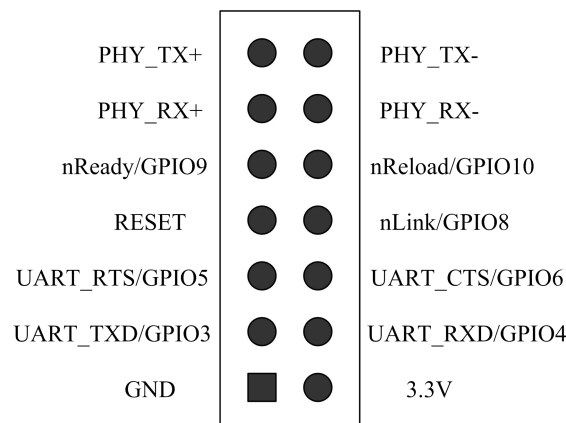 PHY_TX+ PHY_TX-
PHY_RX+ PHY_RX-
nReady/GPIO9 nReload/GPIO10
RESET nLink/GPIO8
UART_RTS/GPIO5 UART_CTS/GPIO6
UART_TXD/GPIO3 UART_RXD/GPIO4
GND 3.3V